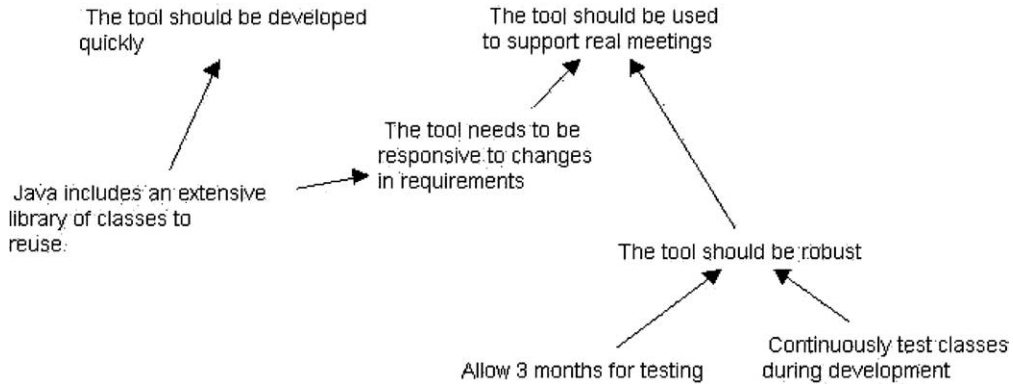 The tool should be developed
quickly
The tool should be used
to support real meetings
The tool needs to be
responsive to changes
in requirements
Java includes an extensive
library of classes to
reuse.
The tool should be robust
Allow 3 months for testing
Continuously test classes
during development